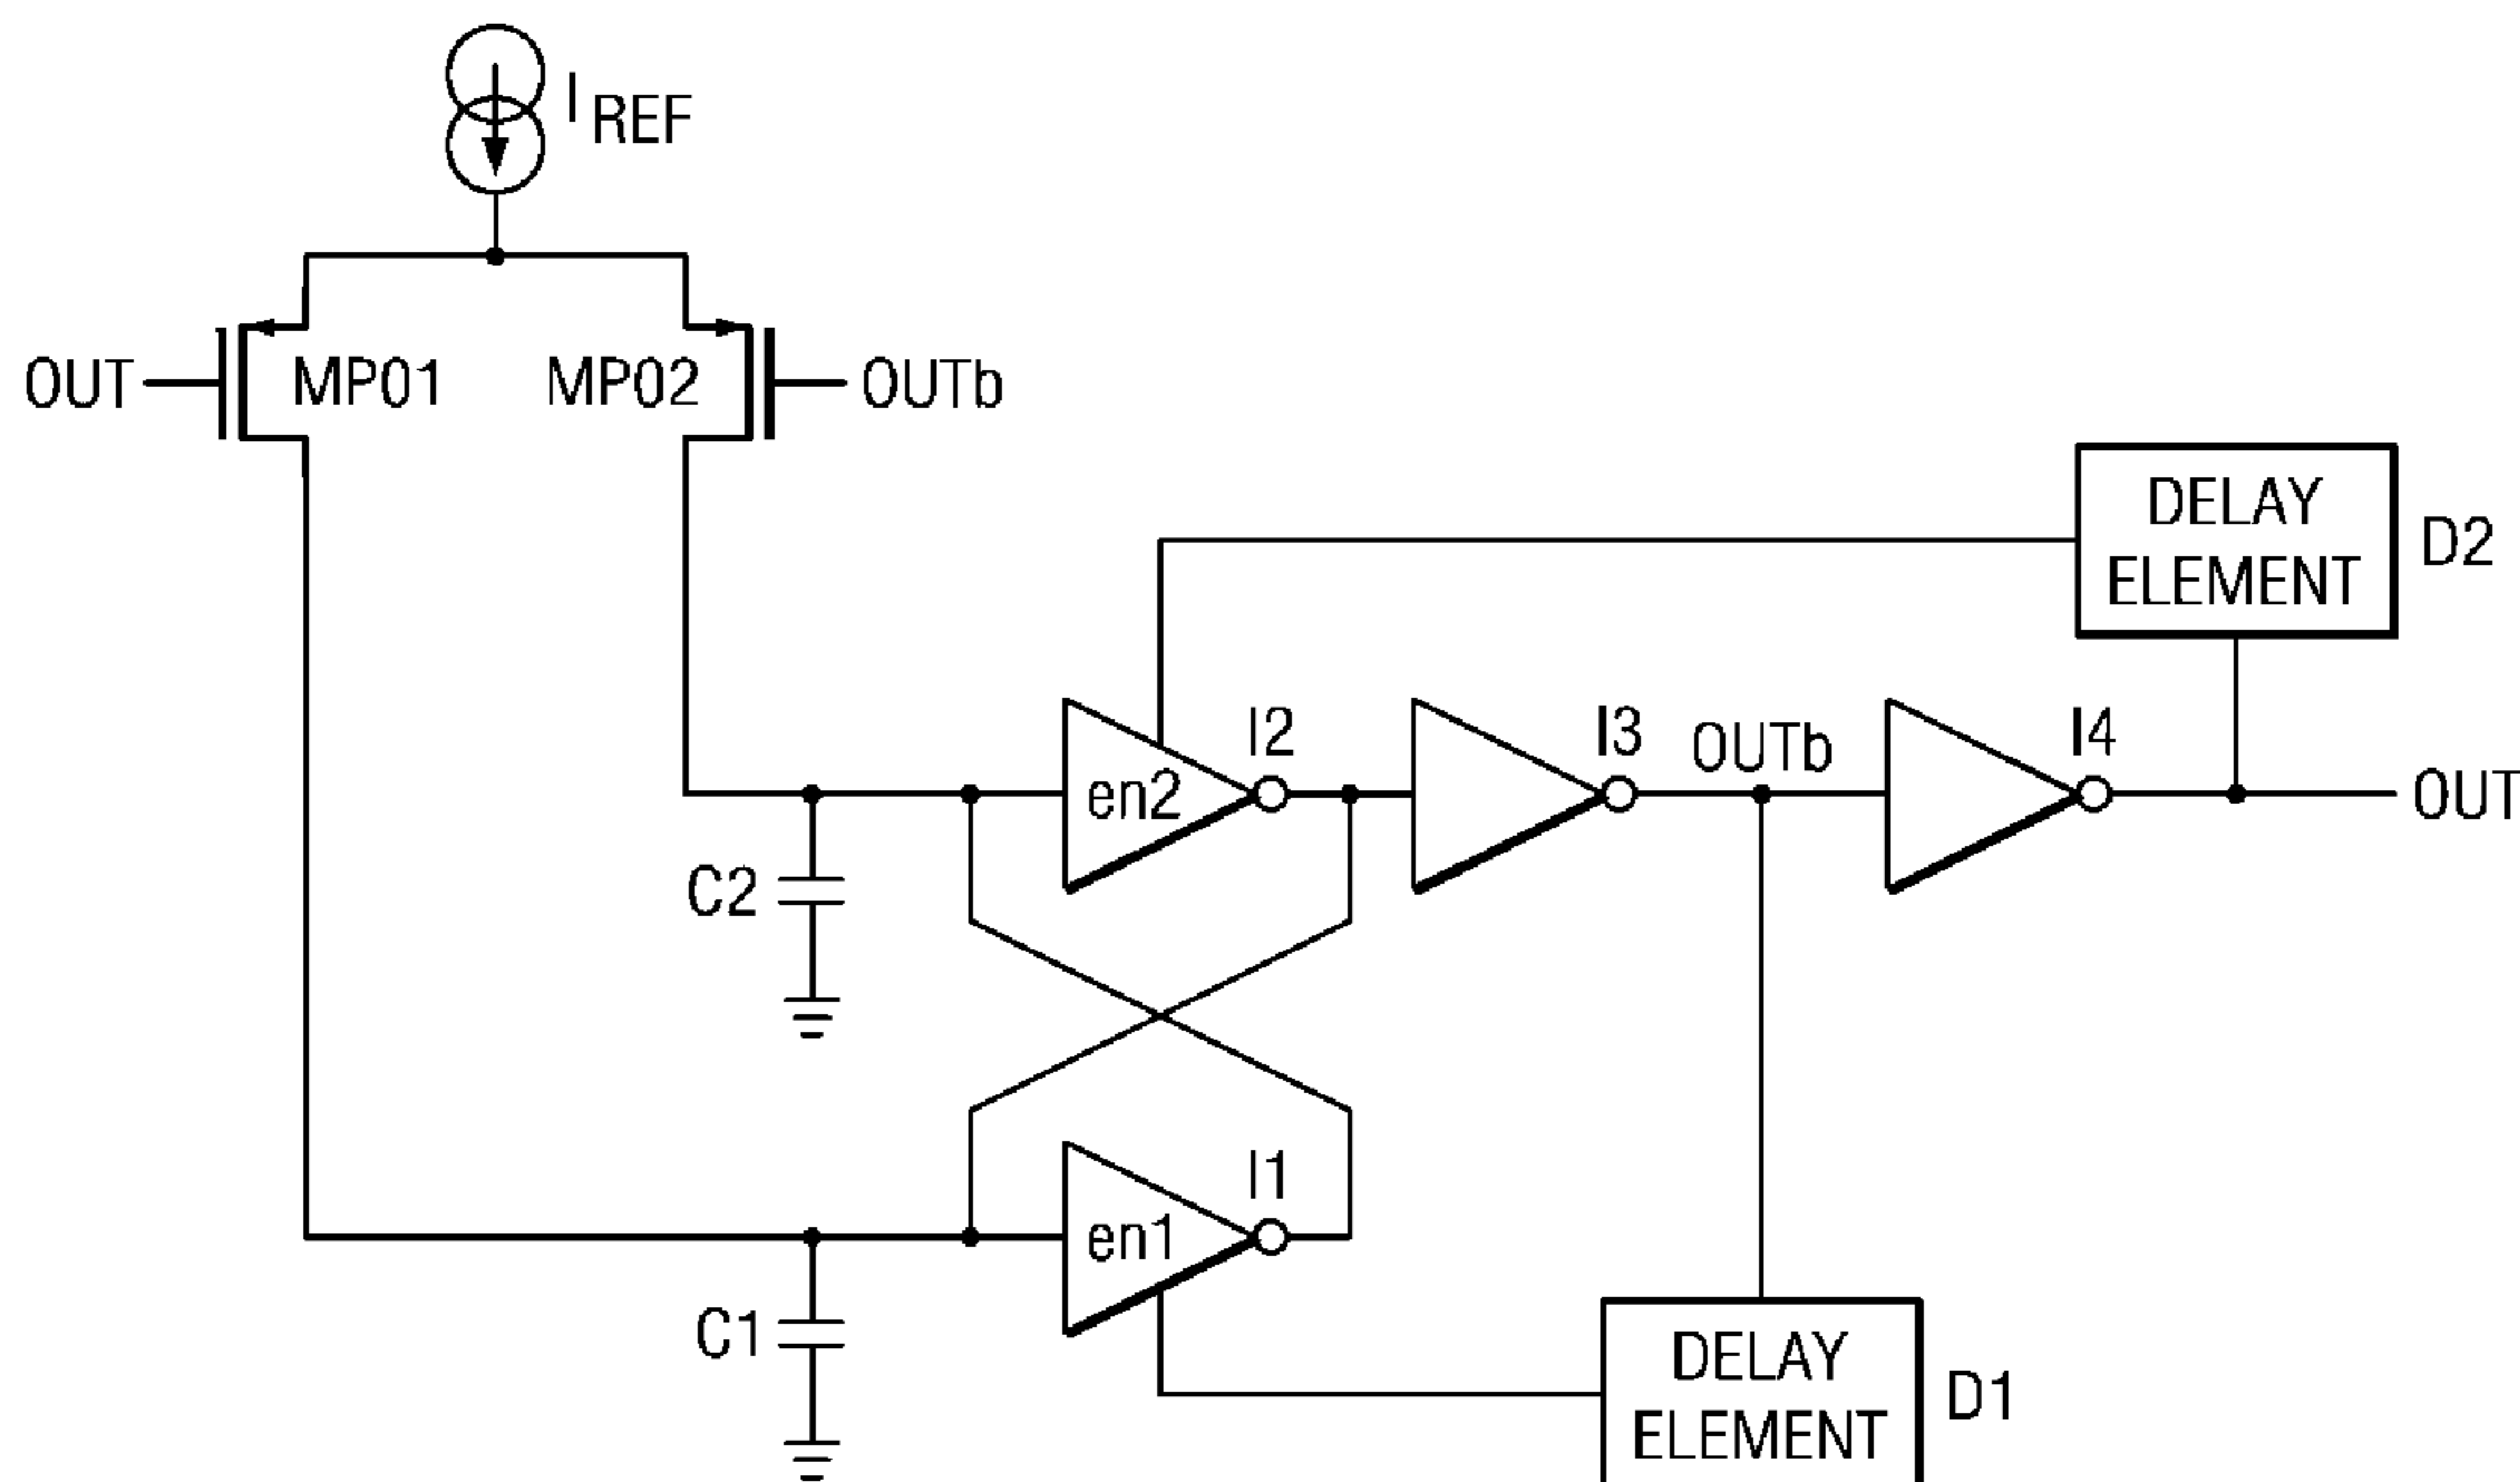 I REF
OUT
MP01
MP02
OUTb
DELAY
ELEMENT
D2
I2
I3
OUTb
I4
en2
OUT
C2
I1
en1
C1
DELAY
ELEMENT
D1